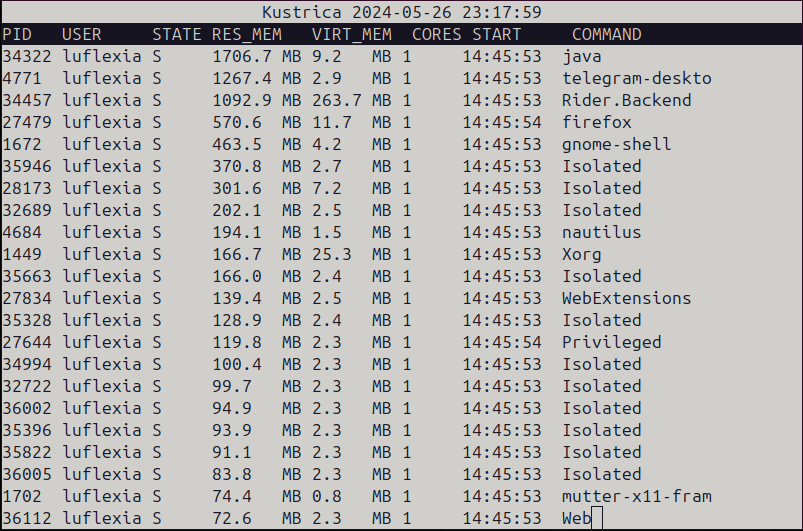 Kustrica 2024-05-26 23:17:59
PID USER STATE RES_MEM VIRT_MEM CORES START COMMAND
34322 luflexia S 1706.7 MB 9.2 MB 1 14:45:53 java
4771 luflexia S 1267.4 MB 2.9 MB 1 14:45:53 telegram-deskto
34457 luflexia S 1092.9 MB 263.7 MB 1 14:45:53 Rider.Backend
27479 luflexia S 570.6 MB 11.7 MB 1 14:45:54 firefox
1672 luflexia S 463.5 MB 4.2 MB 1 14:45:53 gnome-shell
35946 luflexia S 370.8 MB 2.7 MB 1 14:45:53 Isolated
28173 luflexia S 301.6 MB 7.2 MB 1 14:45:53 Isolated
32689 luflexia S 202.1 MB 2.5 MB 1 14:45:53 Isolated
4684 luflexia S 194.1 MB 1.5 MB 1 14:45:53 nautilus
1449 luflexia S 166.7 MB 25.3 MB 1 14:45:53 Xorg
35663 luflexia S 166.0 MB 2.4 MB 1 14:45:53 Isolated
27834 luflexia S 139.4 MB 2.5 MB 1 14:45:53 WebExtensions
35328 luflexia S 128.9 MB 2.4 MB 1 14:45:53 Isolated
27644 luflexia S 119.8 MB 2.3 MB 1 14:45:54 Privileged
34994 luflexia S 100.4 MB 2.3 MB 1 14:45:53 Isolated
32722 luflexia S 99.7 MB 2.3 MB 1 14:45:53 Isolated
36002 luflexia S 94.9 MB 2.3 MB 1 14:45:53 Isolated
35396 luflexia S 93.9 MB 2.3 MB 1 14:45:53 Isolated
35822 luflexia S 91.1 MB 2.3 MB 1 14:45:53 Isolated
36005 luflexia S 83.8 MB 2.3 MB 1 14:45:53 Isolated
1702 luflexia S 74.4 MB 0.8 MB 1 14:45:53 mutter-x11-fram
36112 luflexia S 72.6 MB 2.3 MB 1 14:45:53 Web